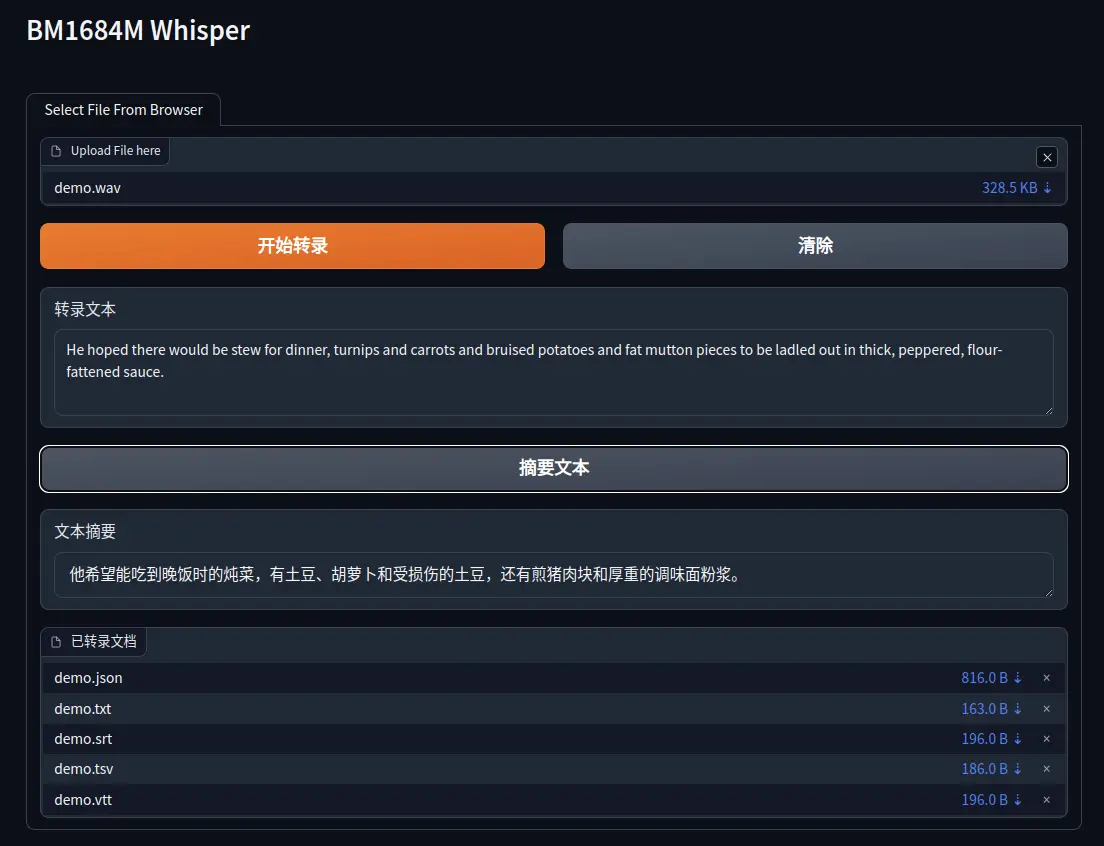 BM1684M Whisper
Select File From Browser
Upload File here
demo.wav 328.5 KB ⇣
开始转录 清除
转录文本
He hoped there would be stew for dinner, turnips and carrots and bruised potatoes and fat mutton pieces to be ladled out in thick, peppered, flour-
fattened sauce.
摘要文本
文本摘要
他希望能吃到晚饭时的炖菜，有土豆、胡萝卜和受损伤的土豆，还有煎猪肉块和厚重的调味面粉浆。
已转录文档
demo.json 816.0 B ⇣ ×
demo.txt 163.0 B ⇣ ×
demo.srt 196.0 B ⇣ ×
demo.tsv 186.0 B ⇣ ×
demo.vtt 196.0 B ⇣ ×